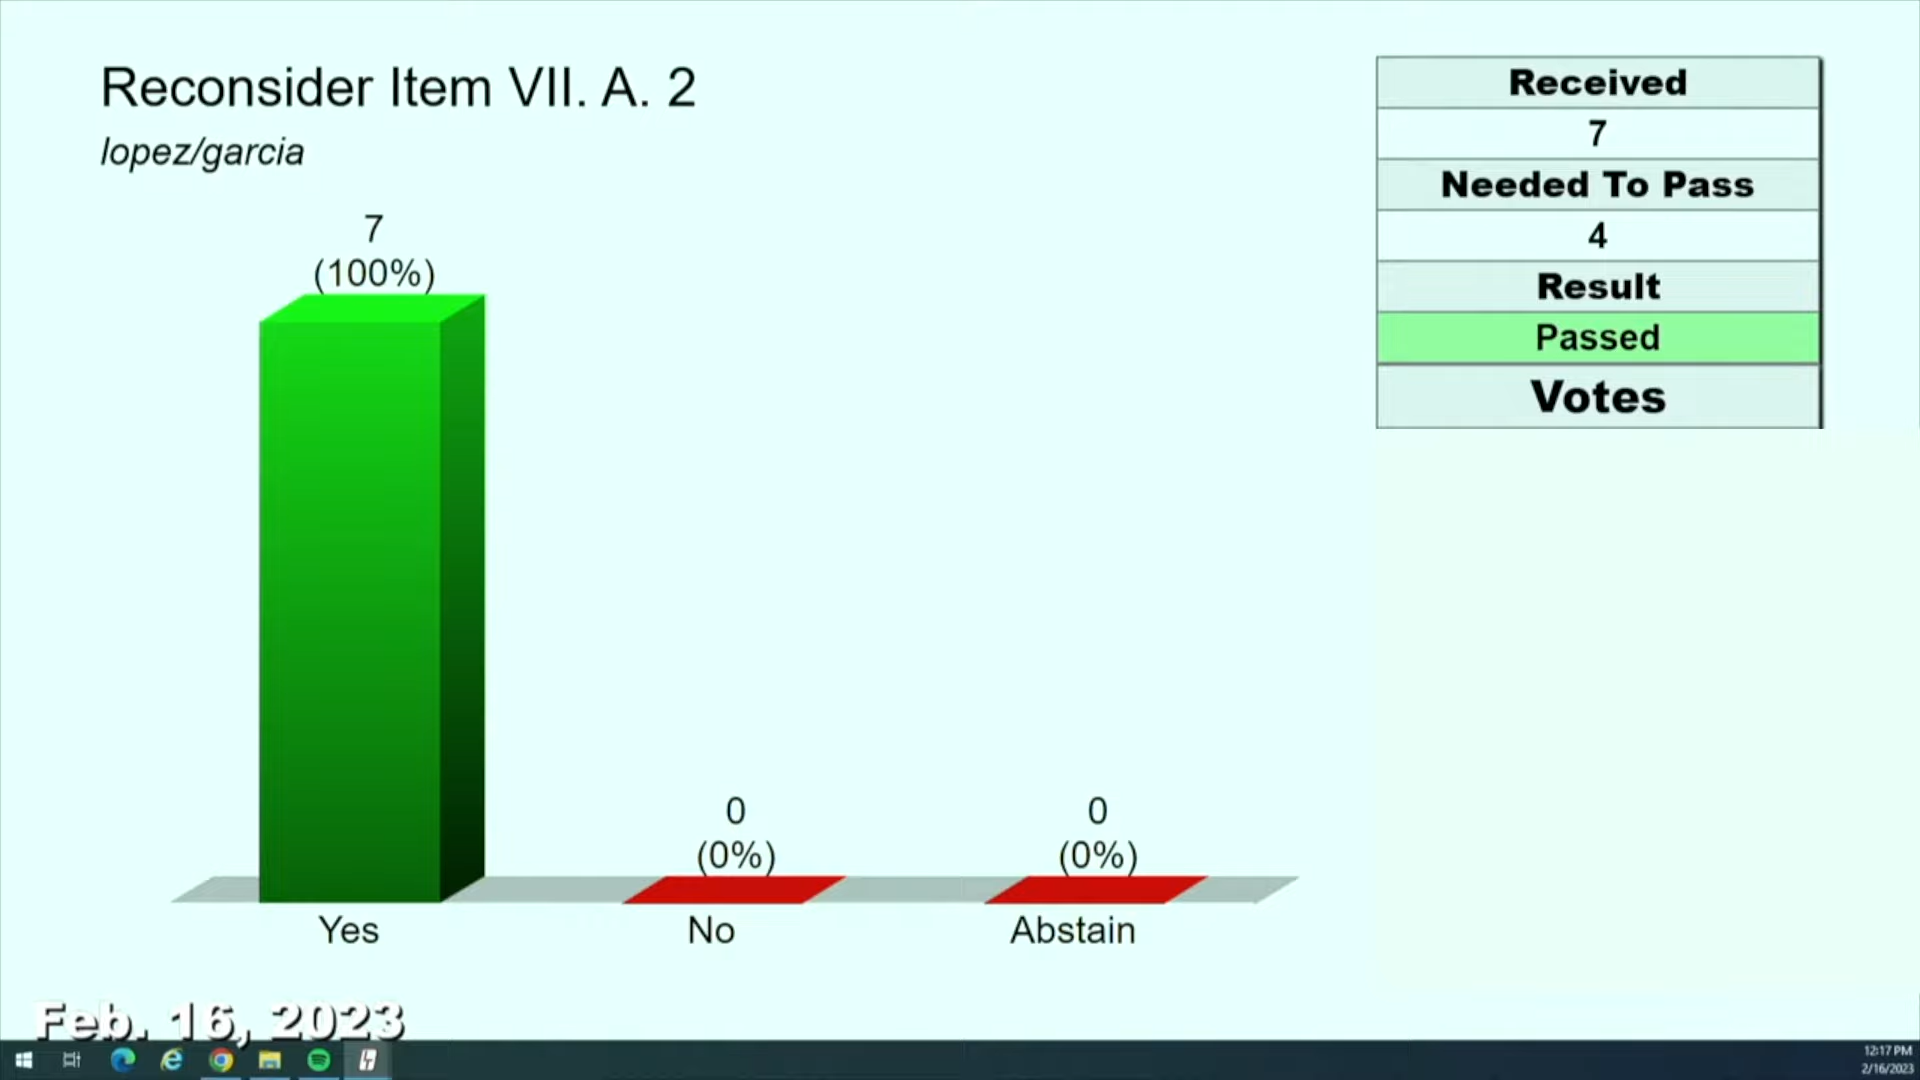 Reconsider Item VII. A. 2
lopez/garcia
7
(100%)
0
(0%)
0
(0%)
Yes
No
Abstain
Received
7
Needed To Pass
4
Result
Passed
Votes
Feb. 16, 2023
12:17 PM
2/16/2023